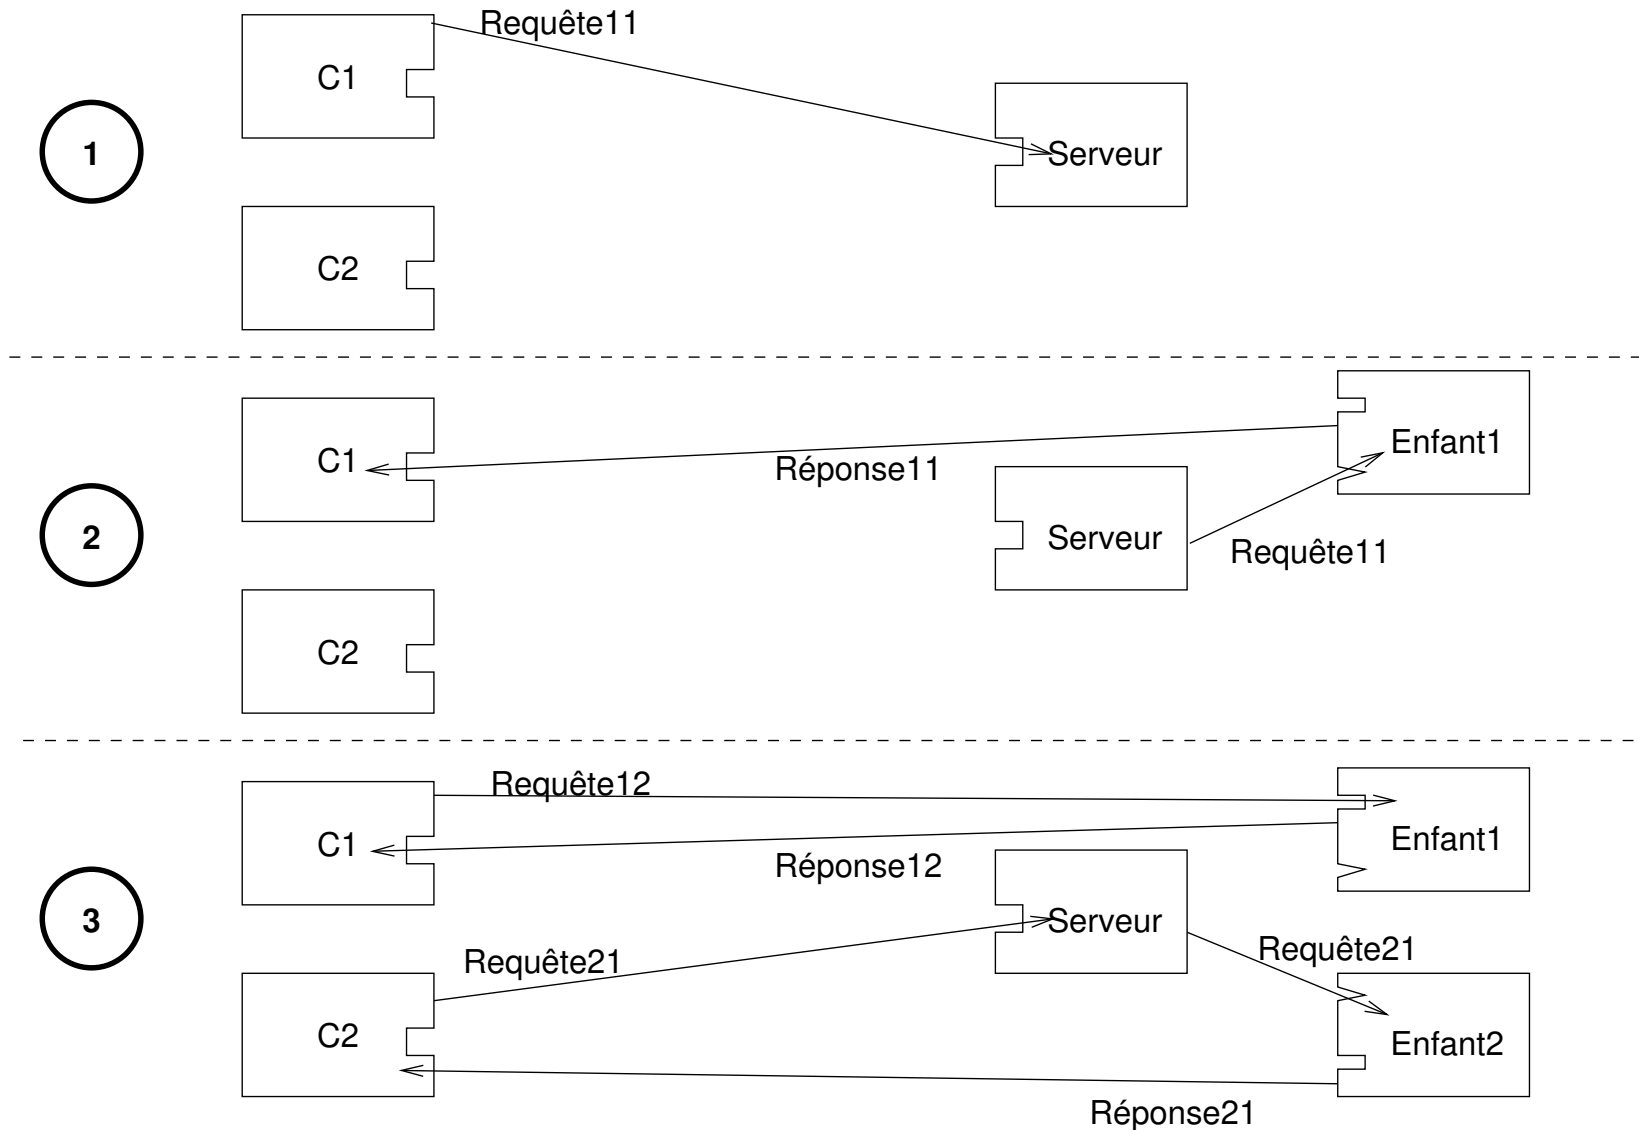 Requête11
C1
1
Serveur
C2
C1
Enfant1
Réponse11
2
Serveur
Requête11
C2
Requête12
C1
Enfant1
Réponse12
3
Serveur
Requête21
Requête21
C2
Enfant2
Réponse21